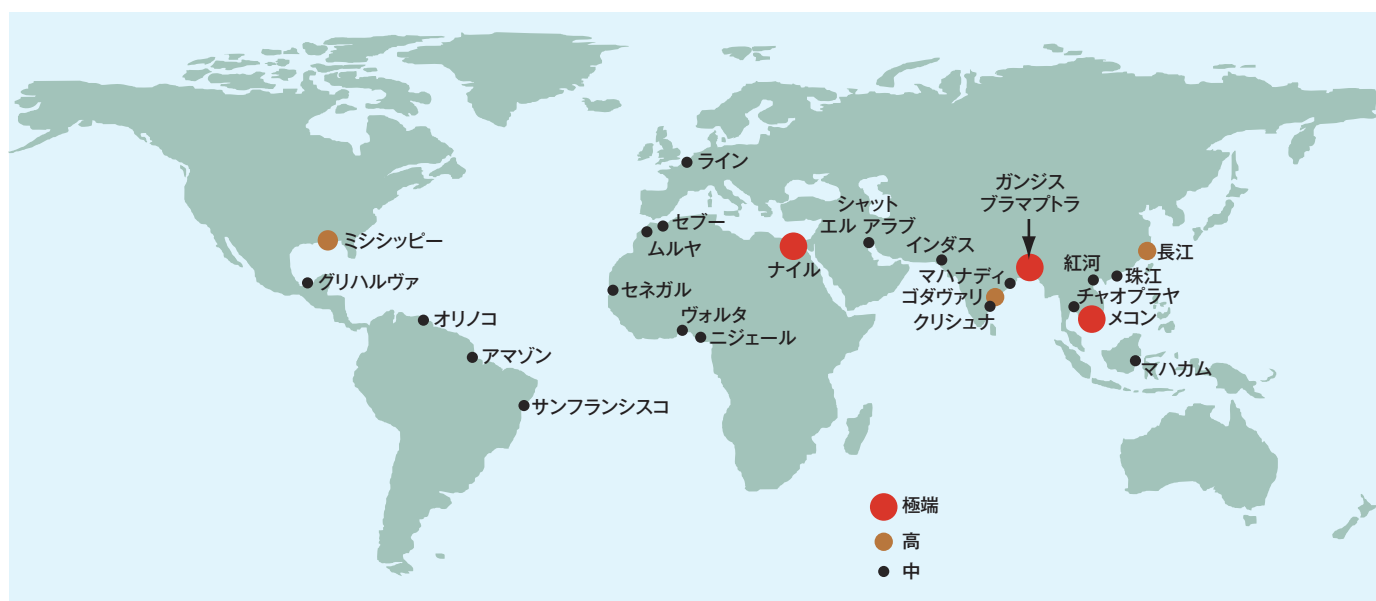 ライン
ガンジス
ブラマプトラ
シャット
エル アラブ
セブー
ムルヤ
ミシシッピー
インダス
長江
ナイル
紅河
珠江
グリハルヴァ
セネガル
マハナディ
ゴダヴァリ
クリシュナ
チャオプラヤ
メコン
オリノコ
ヴォルタ
ニジェール
アマゾン
マハカム
サンフランシスコ
極端
高
中